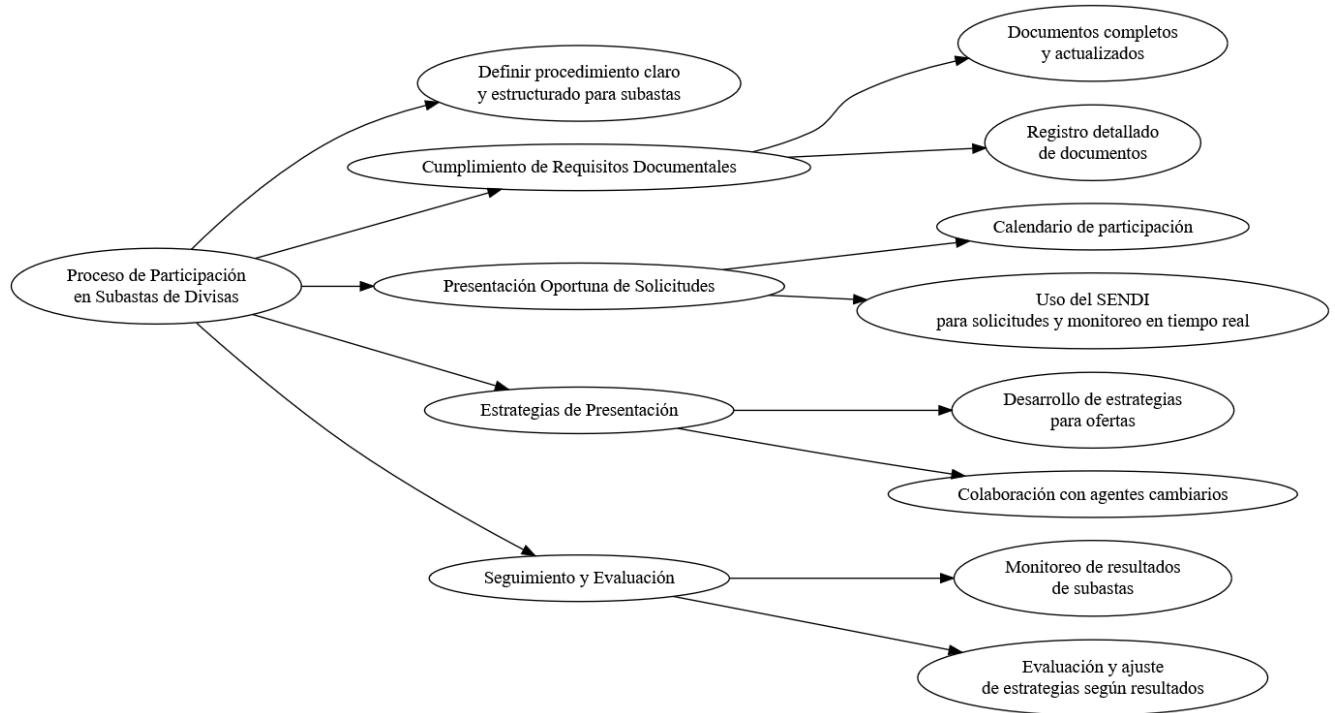 Proceso de Participación
en Subastas de Divisas
Definir procedimiento claro
y estructurado para subastas
Cumplimiento de Requisitos Documentales
Documentos completos
y actualizados
Registro detallado
de documentos
Presentación Oportuna de Solicitudes
Calendario de participación
Uso del SENDI
para solicitudes y monitoreo en tiempo real
Estrategias de Presentación
Desarrollo de estrategias
para ofertas
Colaboración con agentes cambiarios
Seguimiento y Evaluación
Monitoreo de resultados
de subastas
Evaluación y ajuste
de estrategias según resultados